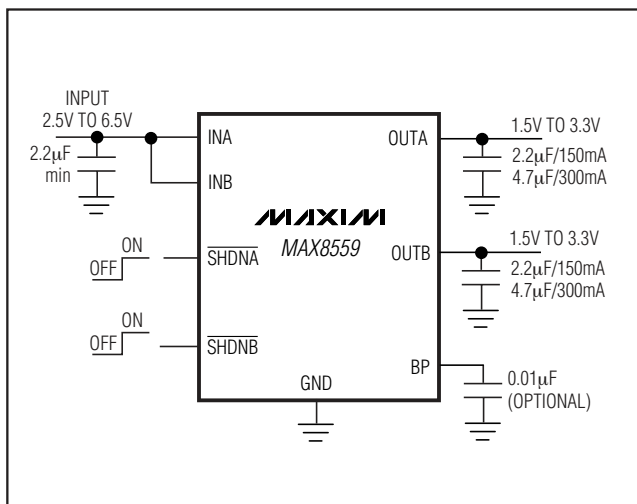 INPUT
2.5V TO 6.5V
2.2μF
min
INA
INB
ON
OFF
SHDNA
ON
OFF
SHDNB
MAXIM
MAX8559
GND
OUTA
1.5V TO 3.3V
2.2μF/150mA
4.7μF/300mA
OUTB
1.5V TO 3.3V
2.2μF/150mA
4.7μF/300mA
BP
0.01μF
(OPTIONAL)